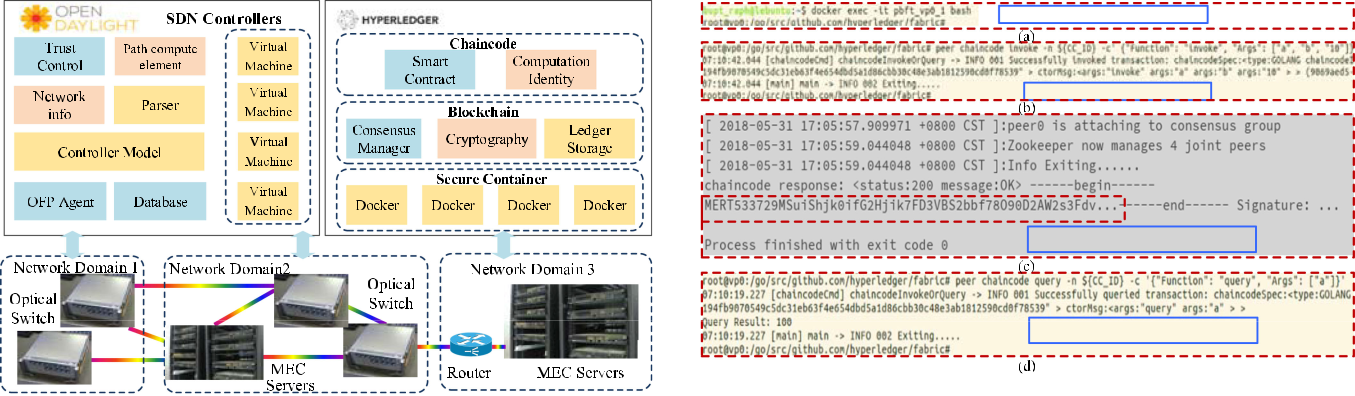 OPEN
DAYLIGHT
SDN Controllers
Trust
Control
Path compute
element
Network
info
Parser
Controller Model
OFP Agent
Database
Virtual
Machine
Virtual
Machine
Virtual
Machine
Virtual
Machine
HYPERLEDGER
Chaincode
Smart
Contract
Computation
Identity
Blockchain
Consensus
Manager
Cryptography
Ledger
Storage
Secure Container
Docker
Docker
Docker
Docker
Network Domain 1
Optical
Switch
Network Domain2
Optical
Switch
MEC
Servers
Router
Network Domain 3
MEC Servers
:~$ docker exec -it pbft_vp0_1 bash
root@vp0:/go/src/github.com/hyperledger/fabric#
(a)
root@vp0:/go/src/github.com/hyperledger/fabric# peer chaincode invoke -n ${CC_ID} -c' {"Function": "invoke", "Args": ["a", "b", "10"]}
07:10:42.044 [chaincodeCmd] chaincodeInvokeOrQuery -> INFO 001 Successfully invoked transaction: chaincodeSpec:<type:GOLANG chaincodeI
> ctorMsg:<args:"invoke" args:"a" args:"b" args:"10" > >
07:10:42.044 [main] main -> INFO 002 Exiting.....
root@vp0:/go/src/github.com/hyperledger/fabric#
(b)
[ 2018-05-31 17:05:57.909971 +0800 CST ]:peer0 is attaching to consensus group
[ 2018-05-31 17:05:59.044048 +0800 CST ]:Zookeeper now manages 4 joint peers
[ 2018-05-31 17:05:59.044048 +0800 CST ]:Info Exiting......
chaincode response: <status:200 message:OK> ------begin------
MERT533729MSuiShjk0ifG2Hjik7FD3VBS2bbf78O90D2AW2s3Fdv...------end------ Signature: ...
Process finished with exit code 0
(c)
root@vp0:/go/src/github.com/hyperledger/fabric# peer chaincode query -n ${CC_ID} -c '{"Function": "query", "Args": ["a"]}'
07:10:19.227 [chaincodeCmd] chaincodeInvokeOrQuery -> INFO 001 Successfully queried transaction: chaincodeSpec:<type:GOLANG
> ctorMsg:<args:"query" args:"a" > >
Query Result: 100
07:10:19.227 [main] main -> INFO 002 Exiting.....
root@vp0:/go/src/github.com/hyperledger/fabric#
(d)